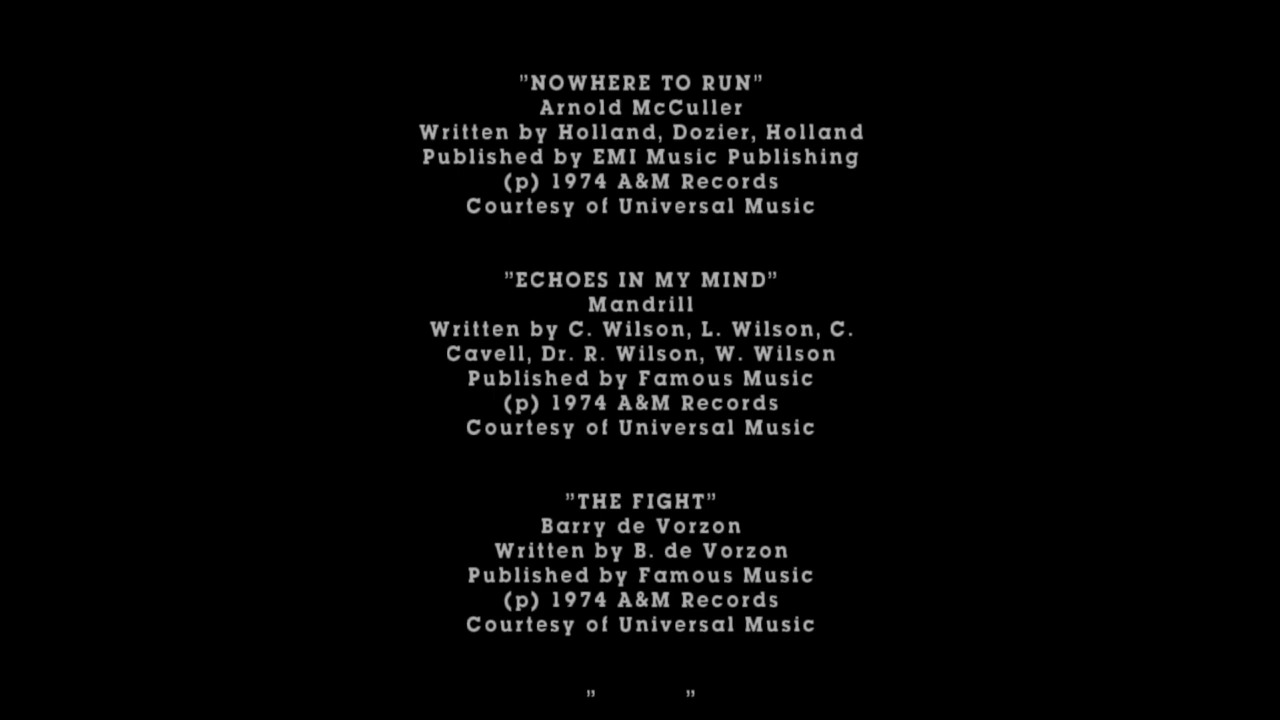 ”NOWHERE TO RUN”
Arnold McCuller
Written by Holland, Dozier, Holland
Published by EMI Music Publishing
(p) 1974 A&M Records
Courtesy of Universal Music
”ECHOES IN MY MIND”
Mandrill
Written by C. Wilson, L. Wilson, C.
Cavell, Dr. R. Wilson, W. Wilson
Published by Famous Music
(p) 1974 A&M Records
Courtesy of Universal Music
”THE FIGHT”
Barry de Vorzon
Written by B. de Vorzon
Published by Famous Music
(p) 1974 A&M Records
Courtesy of Universal Music
” ”